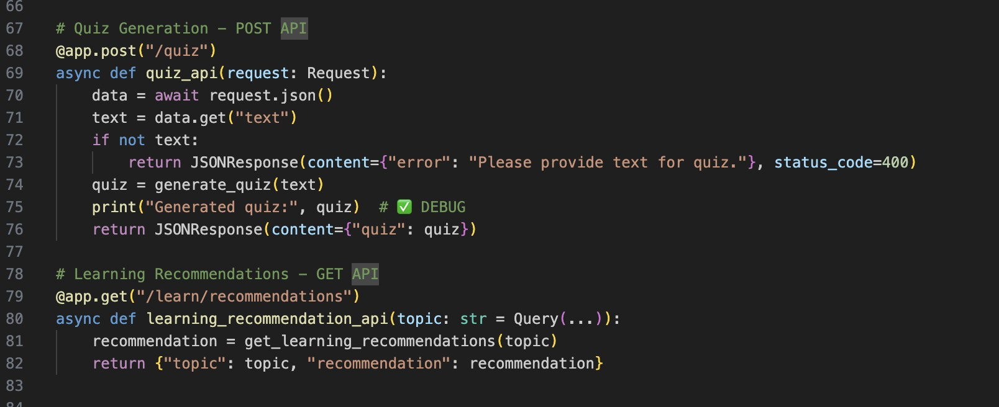 66
67 # Quiz Generation – POST API
68 @app.post("/quiz")
69 async def quiz_api(request: Request):
70     data = await request.json()
71     text = data.get("text")
72     if not text:
73         return JSONResponse(content={"error": "Please provide text for quiz."}, status_code=400)
74     quiz = generate_quiz(text)
75     print("Generated quiz:", quiz)  # ✅ DEBUG
76     return JSONResponse(content={"quiz": quiz})
77
78 # Learning Recommendations – GET API
79 @app.get("/learn/recommendations")
80 async def learning_recommendation_api(topic: str = Query(...)):
81     recommendation = get_learning_recommendations(topic)
82     return {"topic": topic, "recommendation": recommendation}
83
84